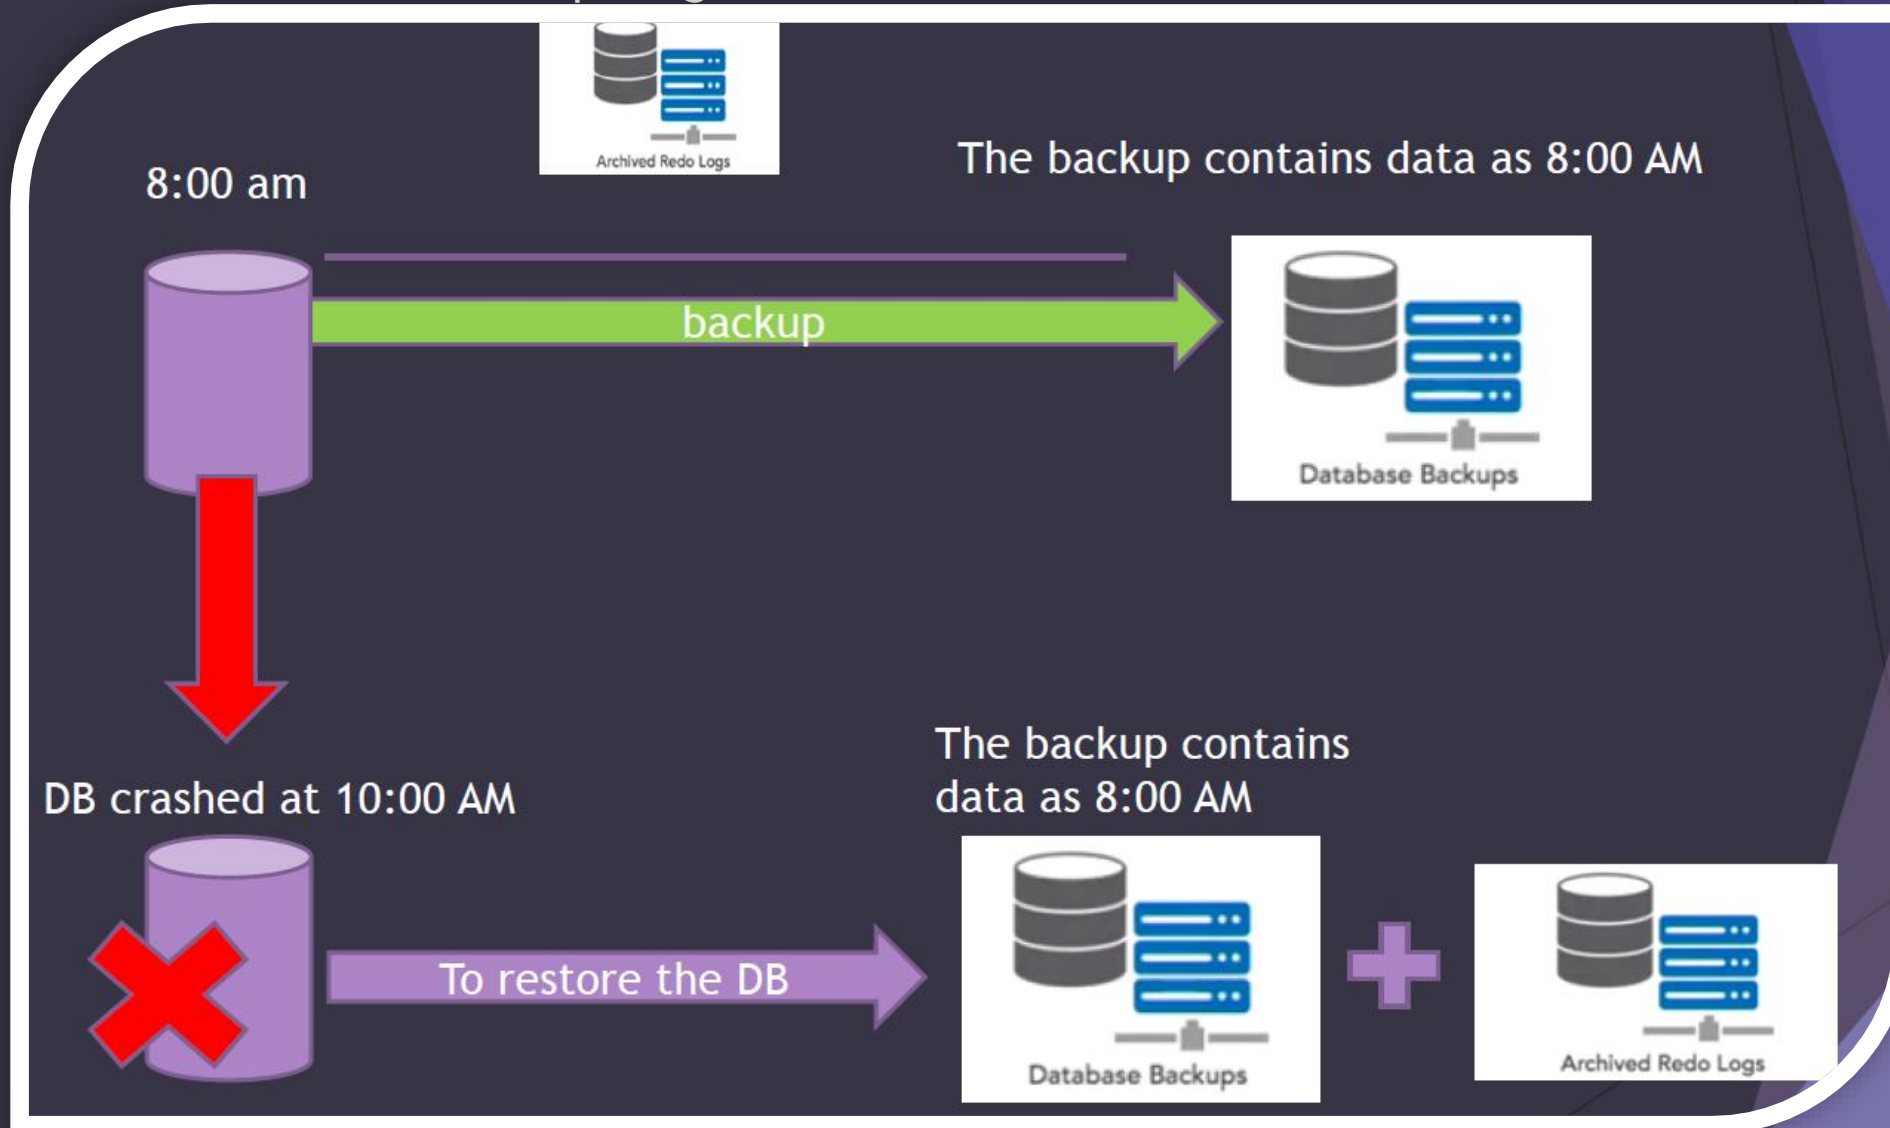 Archived Redo Logs
8:00 am
The backup contains data as 8:00 AM
backup
Database Backups
DB crashed at 10:00 AM
The backup contains
data as 8:00 AM
To restore the DB
Database Backups
Archived Redo Logs